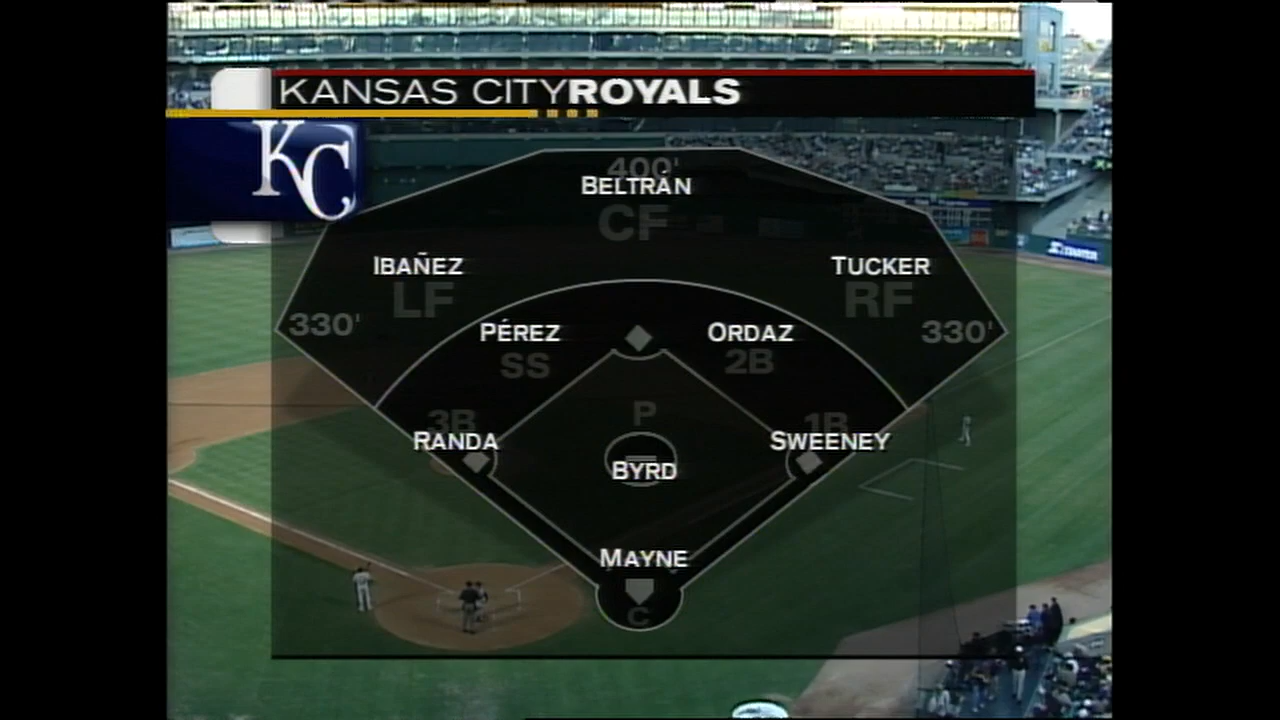 KANSAS CITYROYALS
KC
400'
BELTRÁN
CF
IBAÑEZ
TUCKER
LF
RF
330'
330'
PÉREZ
ORDAZ
SS
2B
3B
P
1B
RANDA
SWEENEY
BYRD
MAYNE
C